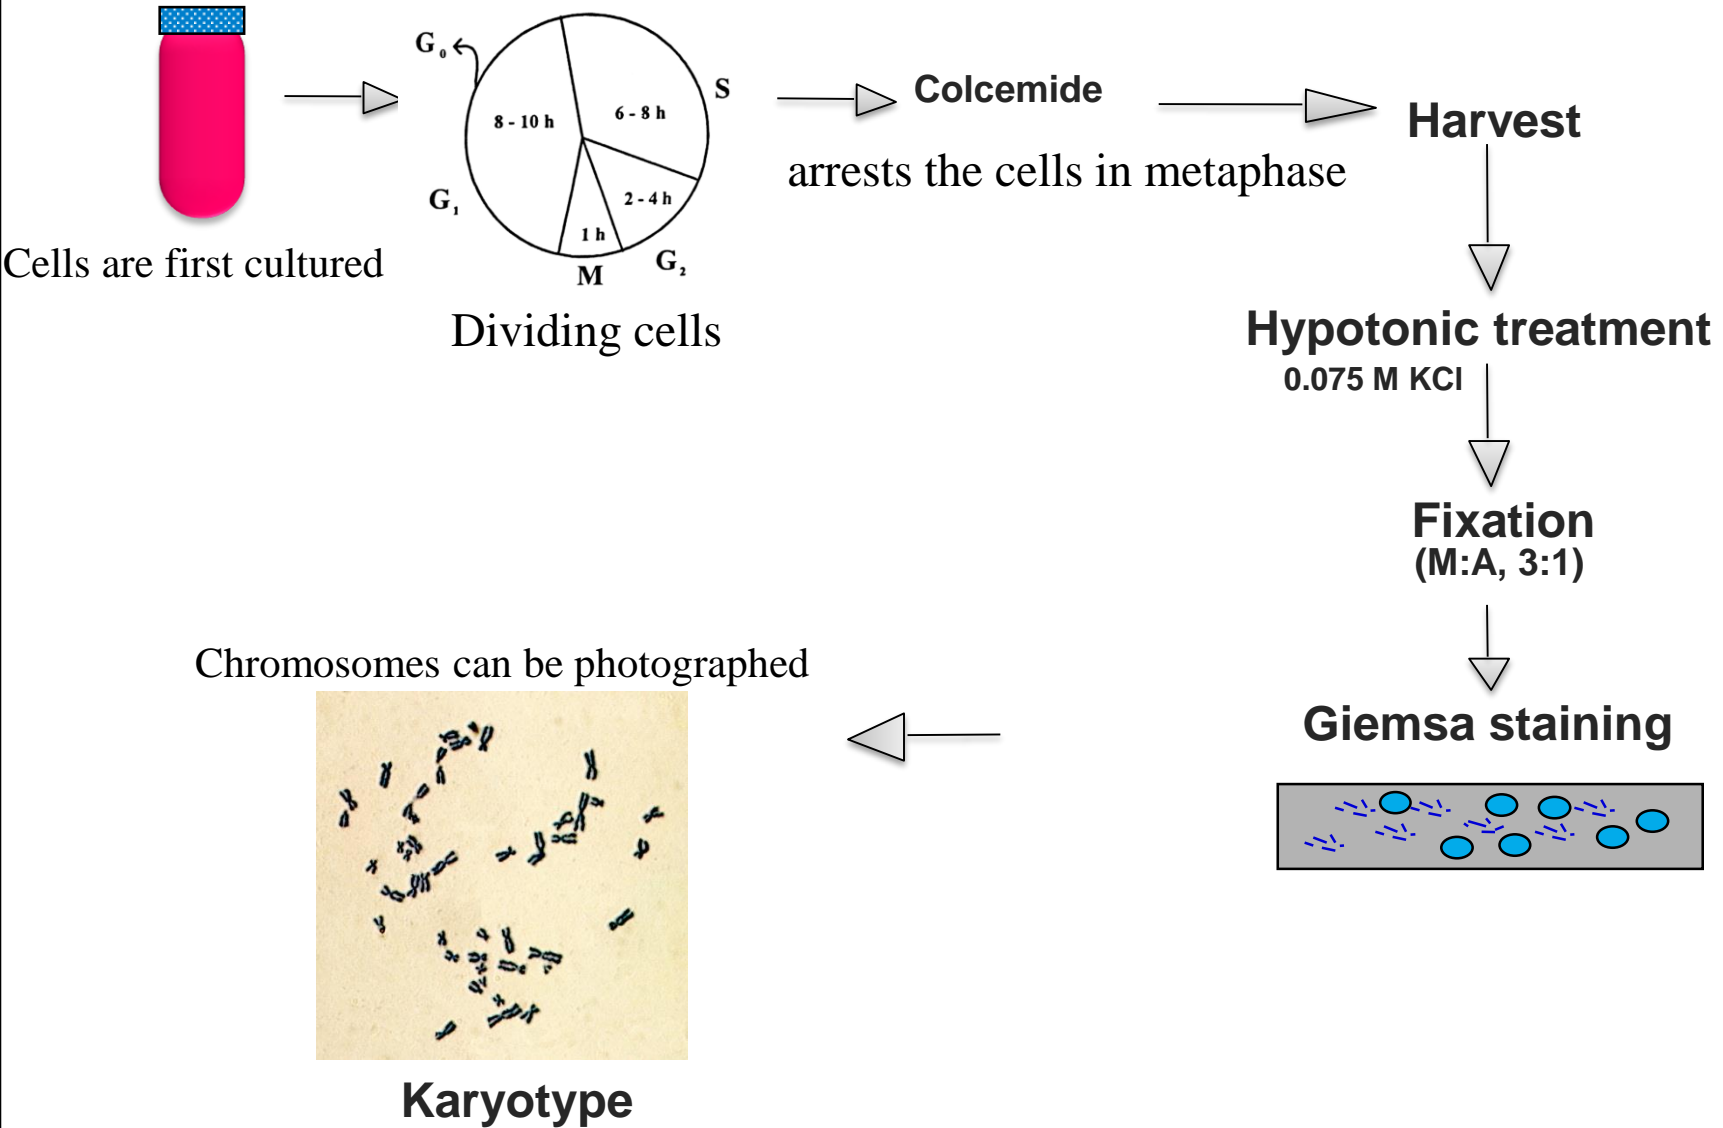 Cells are first cultured
G₀
8 - 10 h
6 - 8 h
S
G₁
2 - 4 h
1 h
M
G₂
Dividing cells
Colcemide
arrests the cells in metaphase
Harvest
Hypotonic treatment
0.075 M KCl
Fixation
(M:A, 3:1)
Giemsa staining
Chromosomes can be photographed
Karyotype